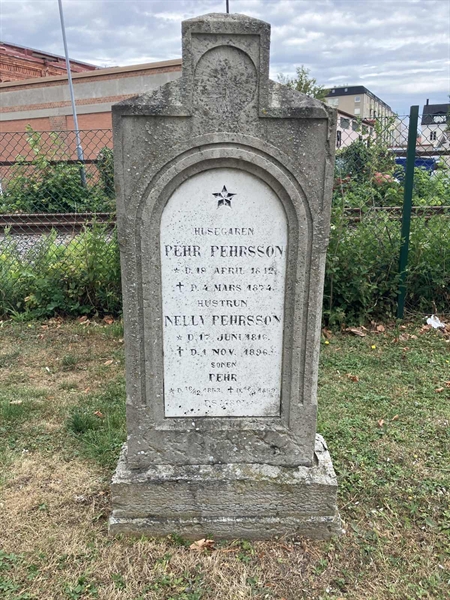 HUSEGAREN
PEHR PEHRSSON
* D. 18 APRIL 1812.
† D. 4 MARS 1874.
HUSTRUN
NELLY PEHRSSON
* D. 17 JUNI 1816.
† D. 1 NOV. 1896.
SONEN
PEHR